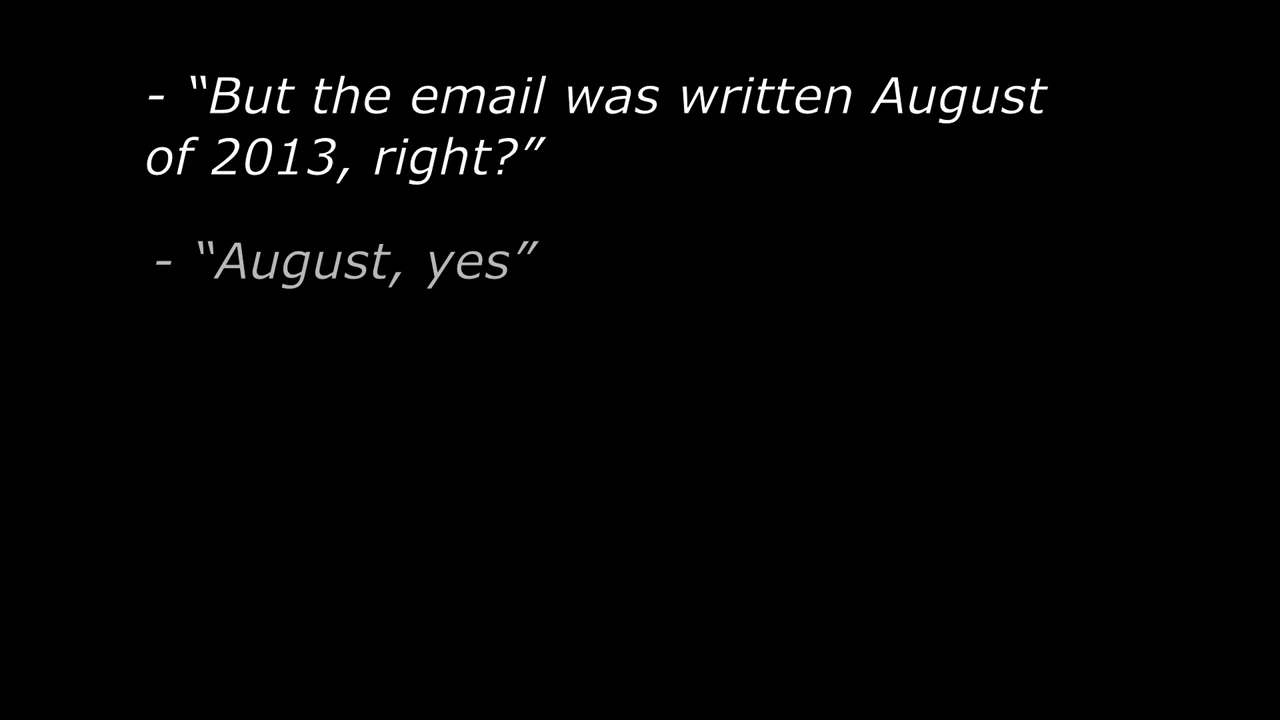 - “But the email was written August
of 2013, right?”
- “August, yes”